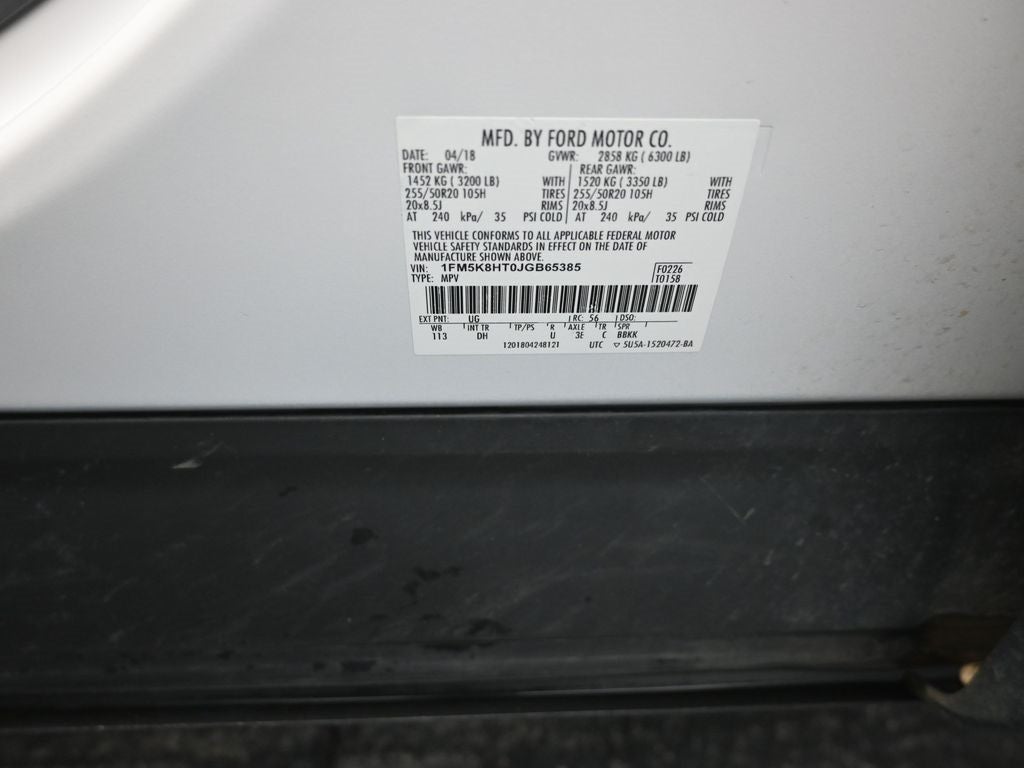 MFD. BY FORD MOTOR CO.
DATE: 04/18 GVWR: 2858 KG ( 6300 LB)
FRONT GAWR: REAR GAWR:
1452 KG ( 3200 LB) WITH 1520 KG ( 3350 LB) WITH
255/50R20 105H TIRES 255/50R20 105H TIRES
20x8.5J RIMS 20x8.5J RIMS
AT 240 kPa/ 35 PSI COLD AT 240 kPa/ 35 PSI COLD
THIS VEHICLE CONFORMS TO ALL APPLICABLE FEDERAL MOTOR
VEHICLE SAFETY STANDARDS IN EFFECT ON THE DATE OF
MANUFACTURE SHOWN ABOVE.
VIN: 1FM5K8HT0JGB65385 F0226
TYPE: MPV T0158
EXT PNT: UG RC: 56 DSO:
WB INT TR TP/PS R AXLE TR SPR
113 DH U 3E C BBKK
1201804248121 UTC ▽ 5U5A-1520472-BA